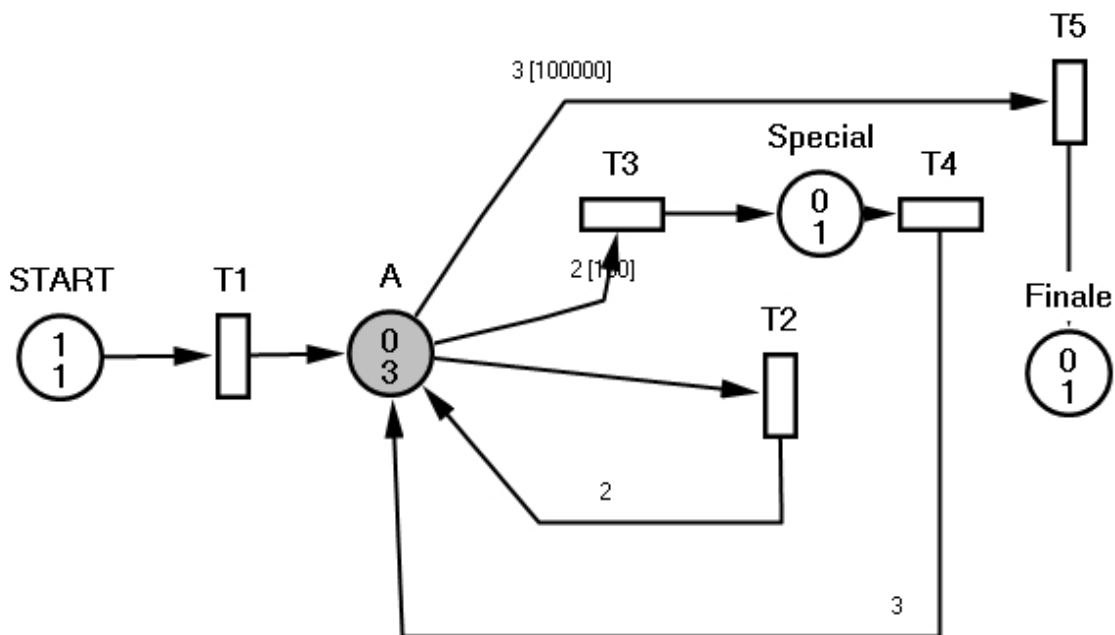 T5
3 [100000]
Special
T3
T4
0
1
2 [100]
START
T1
A
T2
Finale
1
1
0
3
0
1
2
3